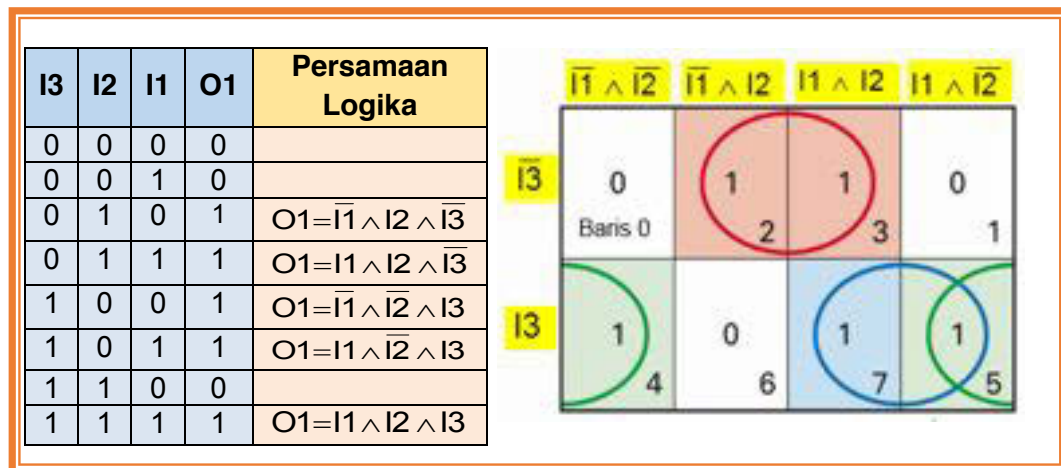 I3 I2 I1 O1 Persamaan Logika
0 0 0 0
0 0 1 0
0 1 0 1 O1=I̅1̅∧I2∧I̅3̅
0 1 1 1 O1=I1∧I2∧I̅3̅
1 0 0 1 O1=I̅1̅∧I̅2̅∧I3
1 0 1 1 O1=I1∧I̅2̅∧I3
1 1 0 0
1 1 1 1 O1=I1∧I2∧I3
I̅1̅ ∧ I̅2̅ I̅1̅ ∧ I2 I1 ∧ I2 I1 ∧ I̅2̅
I̅3̅ 0 1 1 0
Baris 0 2 3 1
I3 1 0 1 1
4 6 7 5